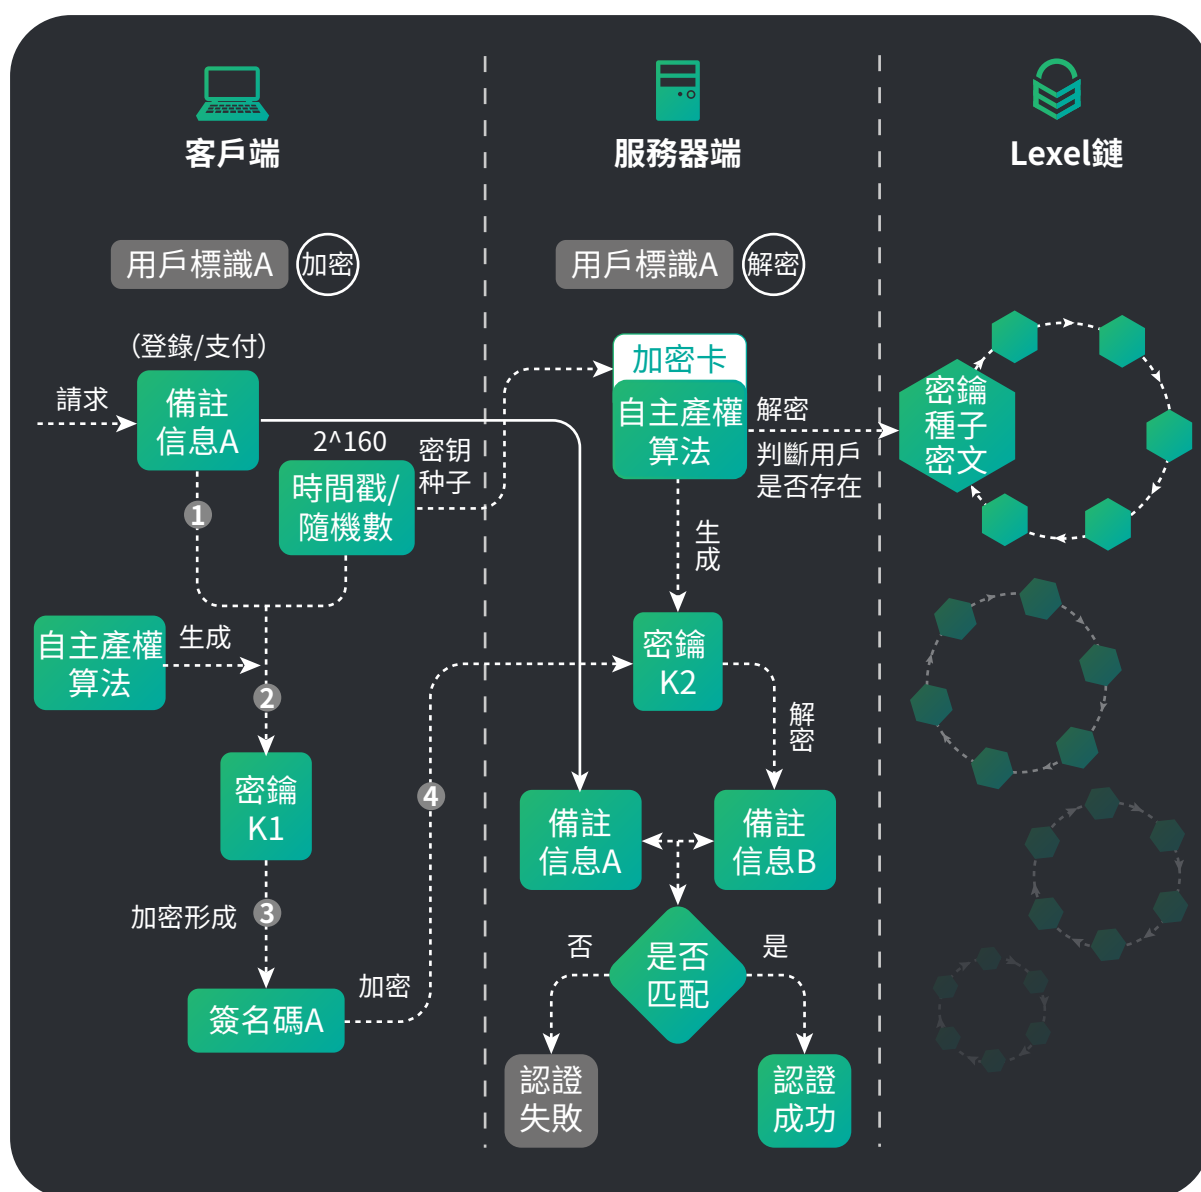 客戶端
服務器端
Lexel鏈
用戶標識A
加密
用戶標識A
解密
（登錄/支付）
請求
備註
信息A
2^160
時間戳/
隨機數
密钥
种子
加密卡
自主產權
算法
解密
判斷用戶
是否存在
密鑰
種子
密文
1
生
成
自主產權
算法
生成
2
密鑰
K2
密鑰
K1
解
密
4
備註
信息A
備註
信息B
加密形成
3
否
是否
匹配
是
簽名碼A
加密
認證
失敗
認證
成功